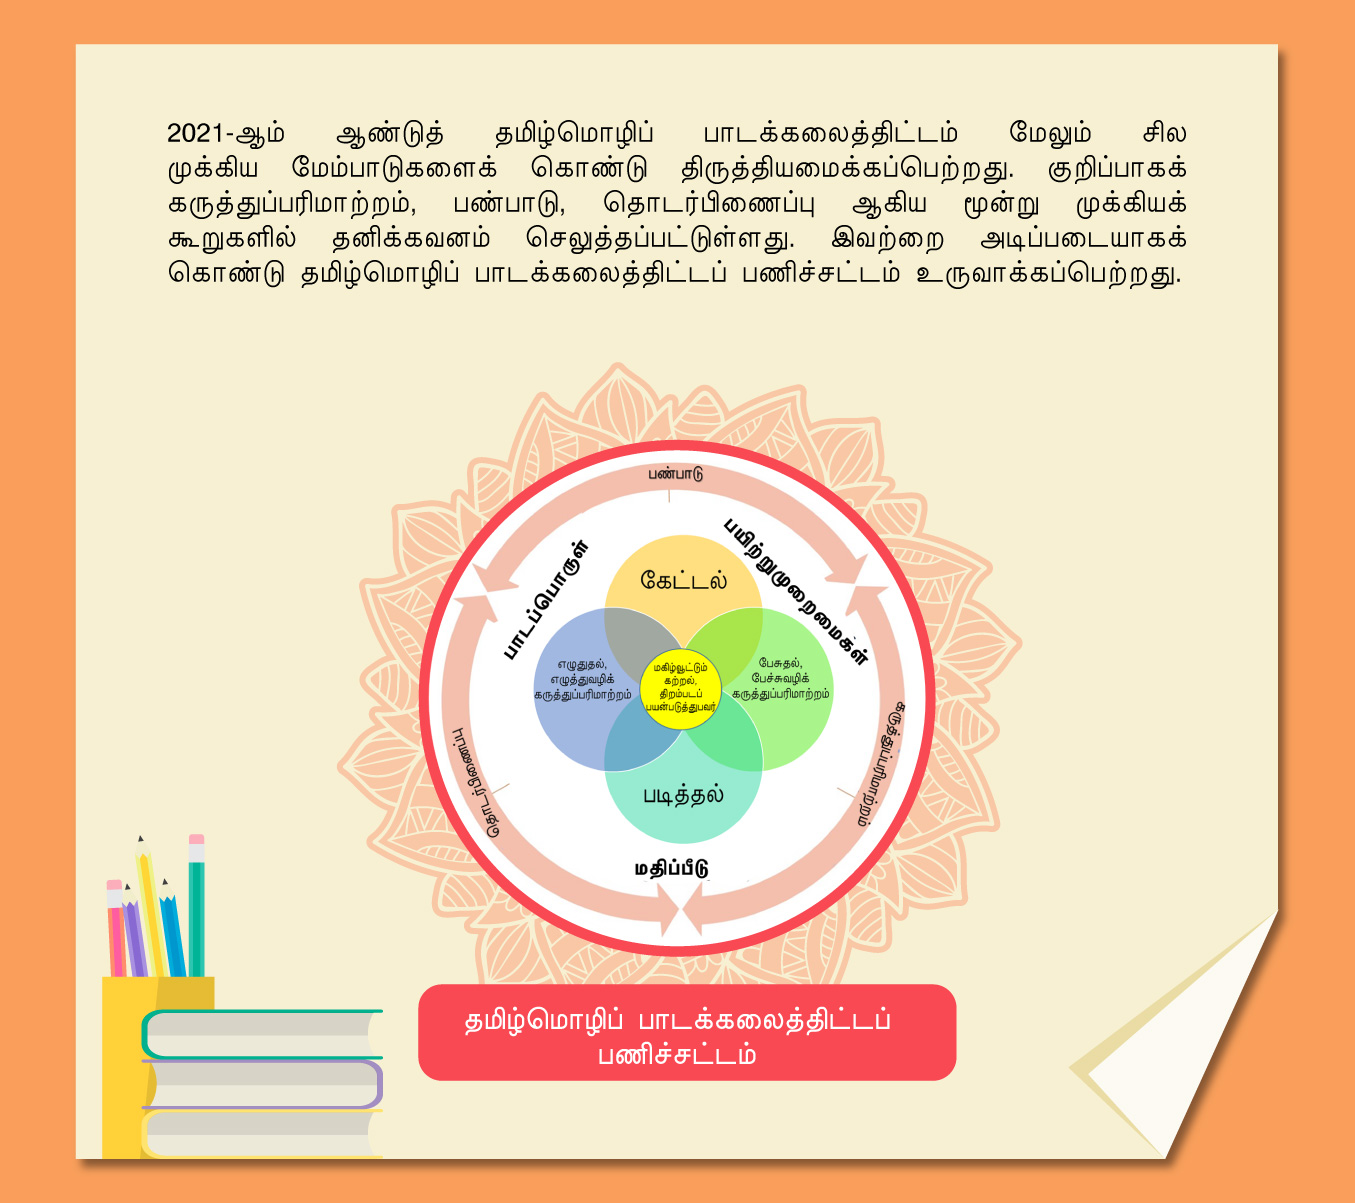 2021-ஆம் ஆண்டுத் தமிழ்மொழிப் பாடக்கலைத்திட்டம் மேலும் சில
முக்கிய மேம்பாடுகளைக் கொண்டு திருத்தியமைக்கப்பெற்றது. குறிப்பாகக்
கருத்துப்பரிமாற்றம், பண்பாடு, தொடர்பிணைப்பு ஆகிய மூன்று முக்கியக்
கூறுகளில் தனிக்கவனம் செலுத்தப்பட்டுள்ளது. இவற்றை அடிப்படையாகக்
கொண்டு தமிழ்மொழிப் பாடக்கலைத்திட்டப் பணிச்சட்டம் உருவாக்கப்பெற்றது.
பண்பாடு
பாடப்பொருள்
பயிற்றுமுறைமைகள்
கேட்டல்
எழுதுதல்,
எழுத்துவழிக்
கருத்துப்பரிமாற்றம்
மகிழ்வூட்டும்
கற்றல்,
திறம்படப்
பயன்படுத்துபவர்
பேசுதல்,
பேச்சுவழிக்
கருத்துப்பரிமாற்றம்
தொடர்பிணைப்பு
கருத்துப்பரிமாற்றம்
படித்தல்
மதிப்பீடு
தமிழ்மொழிப் பாடக்கலைத்திட்டப்
பணிச்சட்டம்